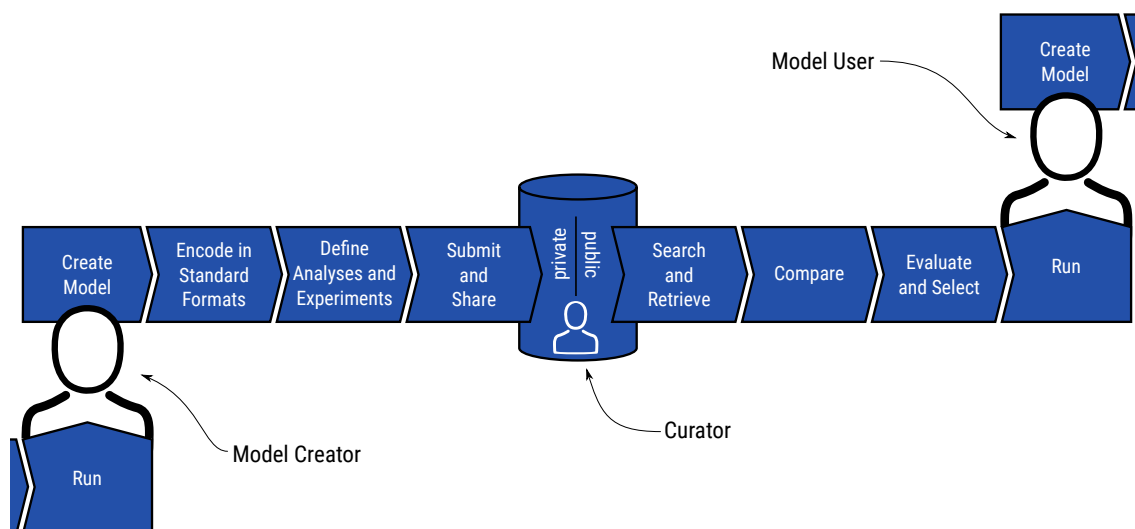 Create
Model
Model User
Create
Model
Encode in
Standard
Formats
Define
Analyses and
Experiments
Submit
and
Share
private
public
Search
and
Retrieve
Compare
Evaluate
and Select
Run
Curator
Model Creator
Run